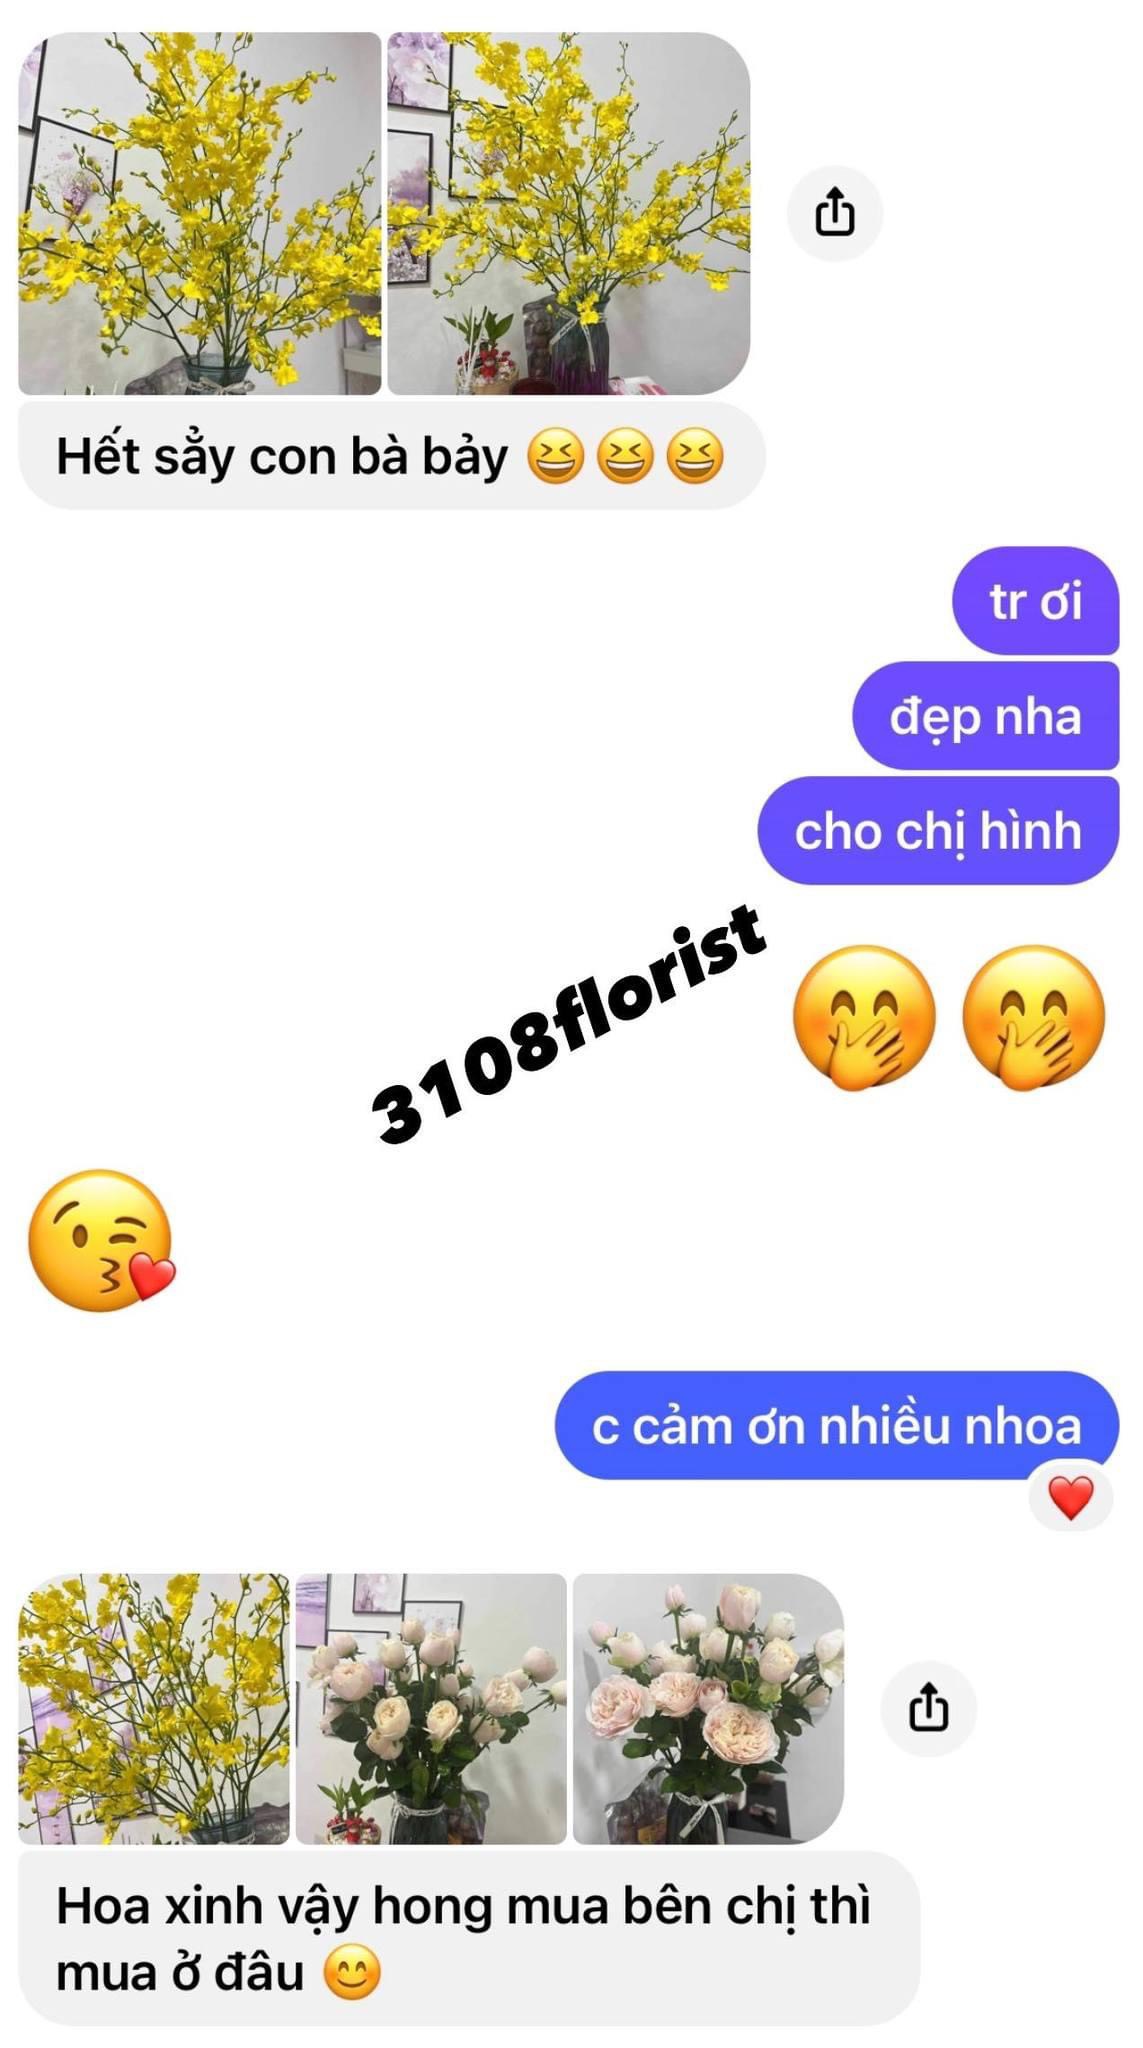 Hết sẳy con bà bảy 😆😆😆
tr ơi
đẹp nha
cho chị hình
3108florist
c cảm ơn nhiều nhoa
Hoa xinh vậy hong mua bên chị thì
mua ở đâu 😊